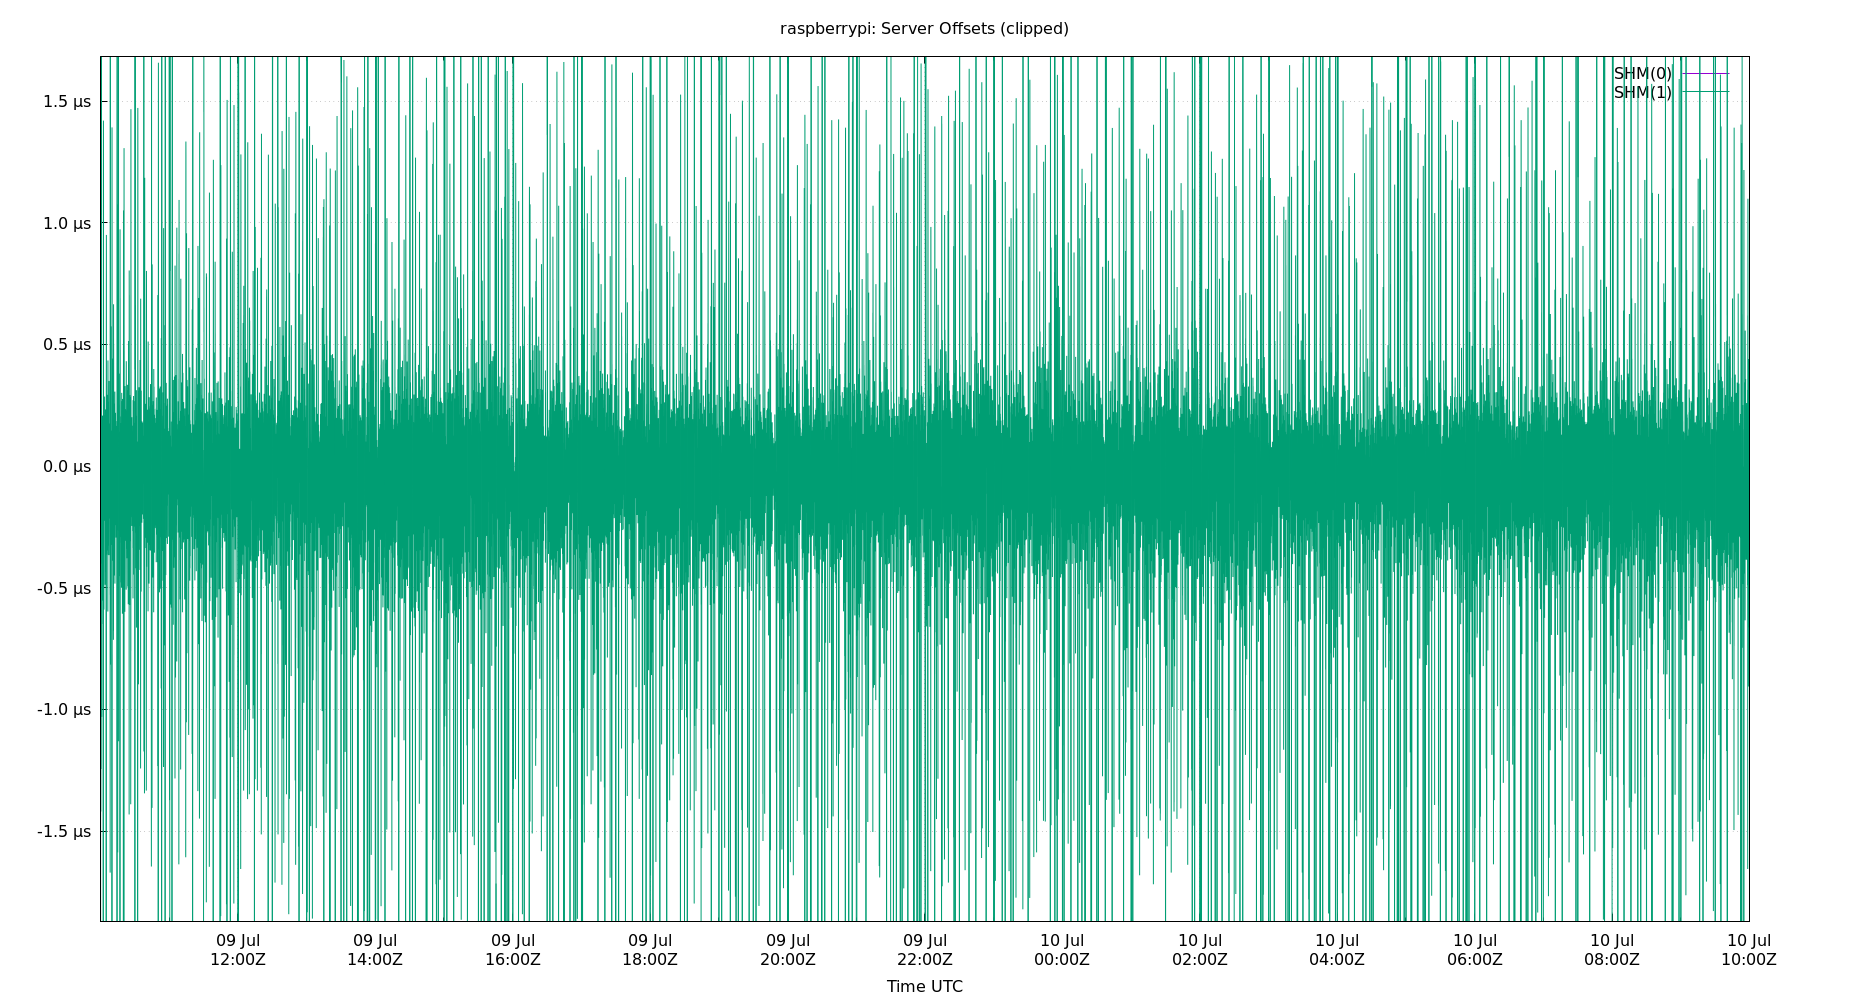 raspberrypi: Server Offsets (clipped)
SHM(0)
SHM(1)
1.5 µs
1.0 µs
0.5 µs
0.0 µs
-0.5 µs
-1.0 µs
-1.5 µs
09 Jul 09 Jul 09 Jul 09 Jul 09 Jul 09 Jul 10 Jul 10 Jul 10 Jul 10 Jul 10 Jul 10 Jul
12:00Z 14:00Z 16:00Z 18:00Z 20:00Z 22:00Z 00:00Z 02:00Z 04:00Z 06:00Z 08:00Z 10:00Z
Time UTC